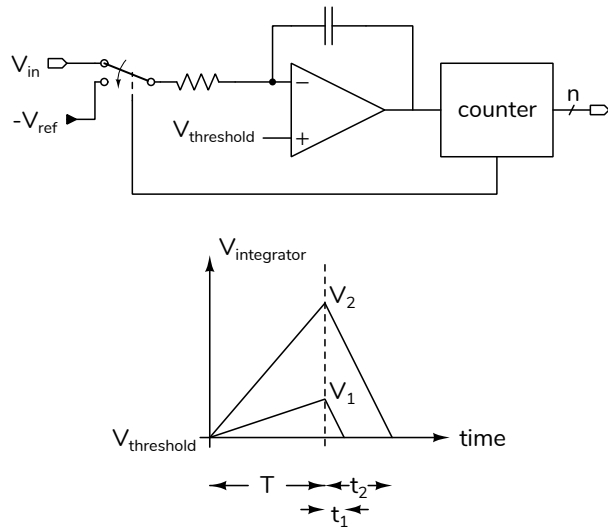 V_in
-V_ref
V_threshold
−
+
counter
n
V_integrator
V_2
V_1
V_threshold
time
T
t_2
t_1